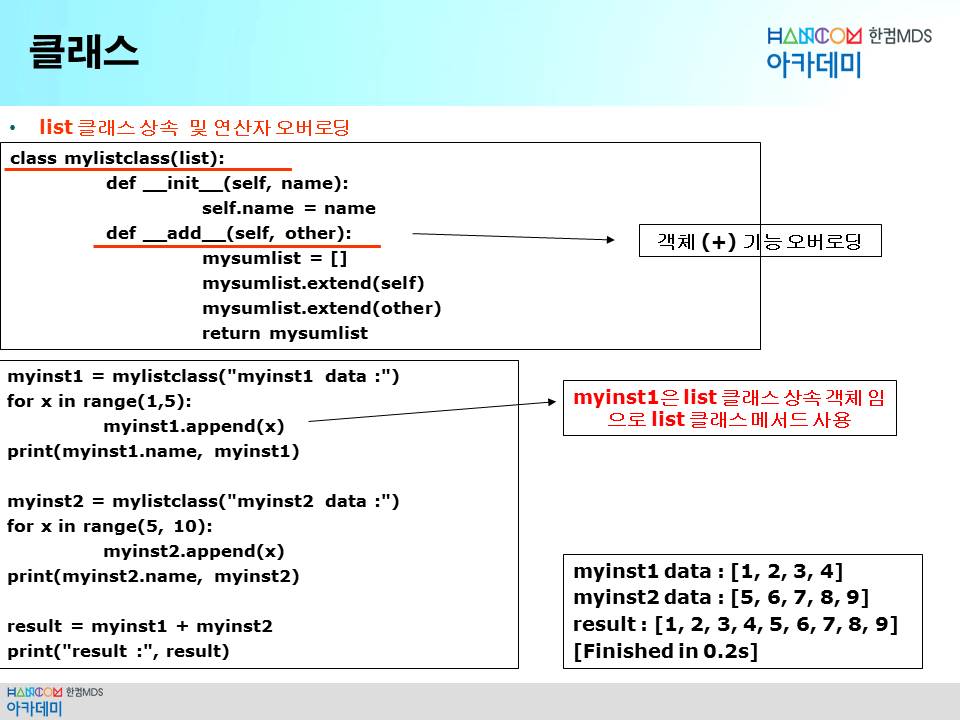 클래스
HANCOM 한컴MDS
아카데미
• list 클래스 상속 및 연산자 오버로딩
class mylistclass(list):
def __init__(self, name):
self.name = name
def __add__(self, other):
mysumlist = []
mysumlist.extend(self)
mysumlist.extend(other)
return mysumlist
객체 (+) 기능 오버로딩
myinst1 = mylistclass("myinst1 data :")
for x in range(1,5):
myinst1.append(x)
print(myinst1.name, myinst1)
myinst2 = mylistclass("myinst2 data :")
for x in range(5, 10):
myinst2.append(x)
print(myinst2.name, myinst2)
result = myinst1 + myinst2
print("result :", result)
myinst1은 list 클래스 상속 객체 임
으로 list 클래스 메서드 사용
myinst1 data : [1, 2, 3, 4]
myinst2 data : [5, 6, 7, 8, 9]
result : [1, 2, 3, 4, 5, 6, 7, 8, 9]
[Finished in 0.2s]
HANCOM 한컴MDS
아카데미